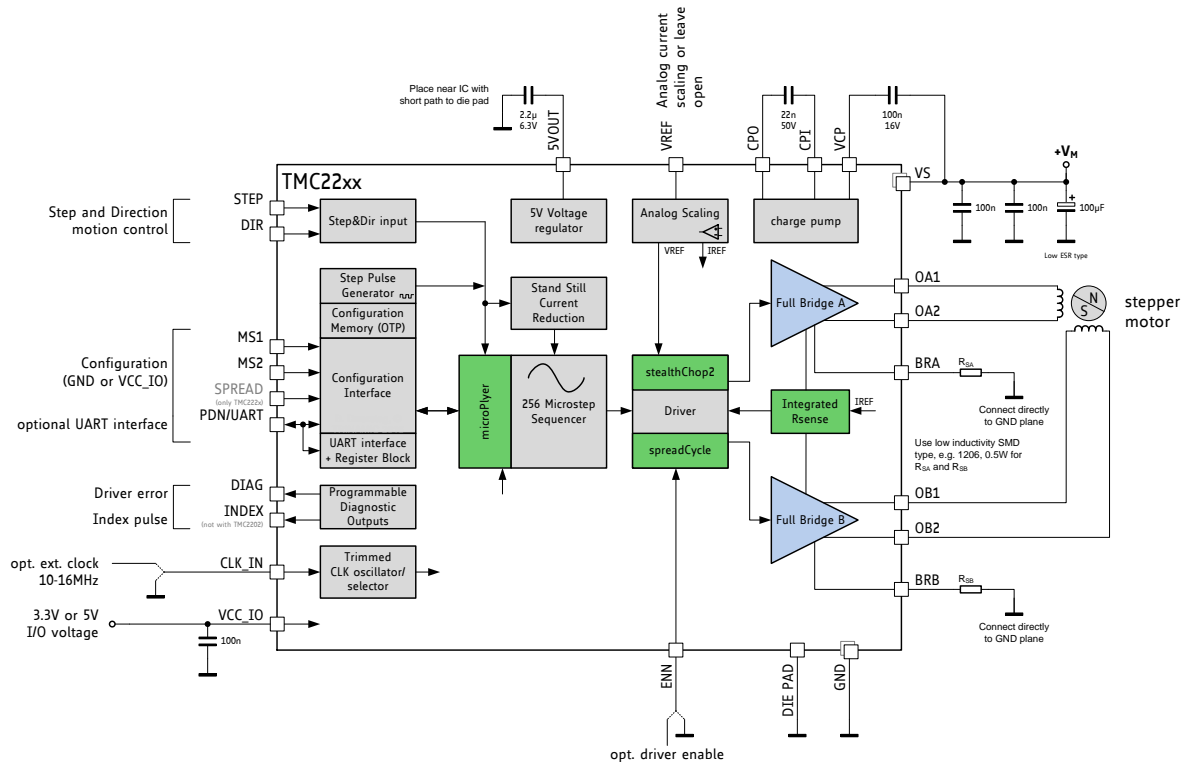 Place near IC with
short path to die pad
2.2µ
6.3V
5VOUT
VREF
Analog current
scaling or leave
open
CPO
22n
50V
CPI
VCP
100n
16V
+VM
VS
100n
100n
+
100µF
Low ESR type
TMC22xx
Step and Direction
motion control
STEP
DIR
Step&Dir input
5V Voltage
regulator
Analog Scaling
VREF
IREF
charge pump
Step Pulse
Generator
Configuration
Memory (OTP)
Configuration
Interface
UART interface
+ Register Block
Stand Still
Current
Reduction
Configuration
(GND or VCC_IO)
optional UART interface
MS1
MS2
SPREAD
(only TMC222x)
PDN/UART
microPlyer
256 Microstep
Sequencer
stealthChop2
Driver
spreadCycle
Integrated
Rsense
IREF
Full Bridge A
Full Bridge B
OA1
OA2
BRA
RSA
Connect directly
to GND plane
N
S
stepper
motor
Use low inductivity SMD
type, e.g. 1206, 0.5W for
RSA and RSB
OB1
OB2
BRB
RSB
Connect directly
to GND plane
Driver error
Index pulse
DIAG
INDEX
(not with TMC2202)
Programmable
Diagnostic
Outputs
opt. ext. clock
10-16MHz
CLK_IN
Trimmed
CLK oscillator/
selector
3.3V or 5V
I/O voltage
VCC_IO
100n
ENN
DIE PAD
GND
opt. driver enable